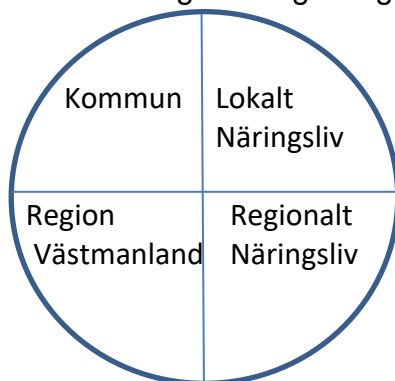 Kommun
Lokalt
Näringsliv
Region
Västmanland
Regionalt
Näringsliv